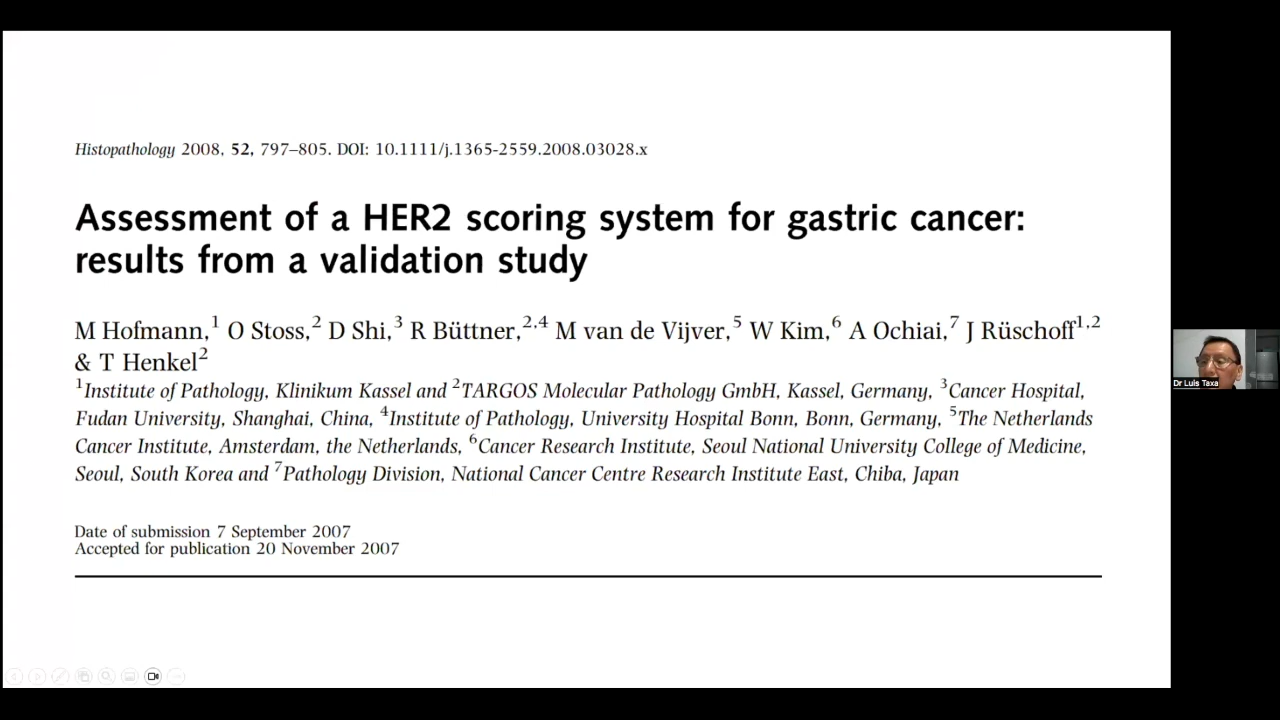 Histopathology 2008, 52, 797–805. DOI: 10.1111/j.1365-2559.2008.03028.x
Assessment of a HER2 scoring system for gastric cancer:
results from a validation study
M Hofmann,1 O Stoss,2 D Shi,3 R Büttner,2,4 M van de Vijver,5 W Kim,6 A Ochiai,7 J Rüschoff1,2
& T Henkel2
1Institute of Pathology, Klinikum Kassel and 2TARGOS Molecular Pathology GmbH, Kassel, Germany, 3Cancer Hospital,
Fudan University, Shanghai, China, 4Institute of Pathology, University Hospital Bonn, Bonn, Germany, 5The Netherlands
Cancer Institute, Amsterdam, the Netherlands, 6Cancer Research Institute, Seoul National University College of Medicine,
Seoul, South Korea and 7Pathology Division, National Cancer Centre Research Institute East, Chiba, Japan
Date of submission 7 September 2007
Accepted for publication 20 November 2007
Dr Luis Taxa